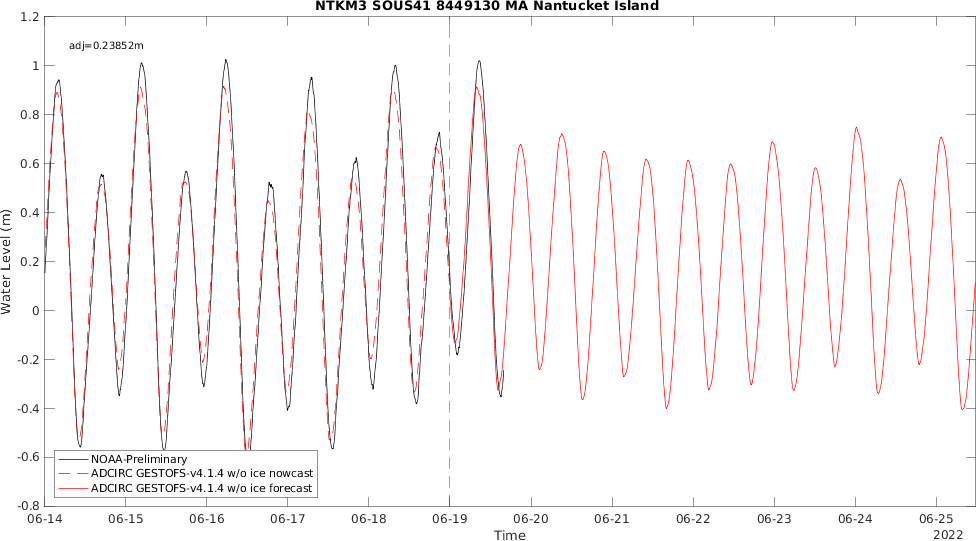 NTKM3 SOUS41 8449130 MA Nantucket Island
adj=0.23852m
1.2
1
0.8
0.6
0.4
0.2
0
-0.2
-0.4
-0.6
-0.8
Water Level (m)
NOAA-Preliminary
ADCIRC GESTOFS-v4.1.4 w/o ice nowcast
ADCIRC GESTOFS-v4.1.4 w/o ice forecast
06-14 06-15 06-16 06-17 06-18 06-19 06-20 06-21 06-22 06-23 06-24 06-25
Time
2022